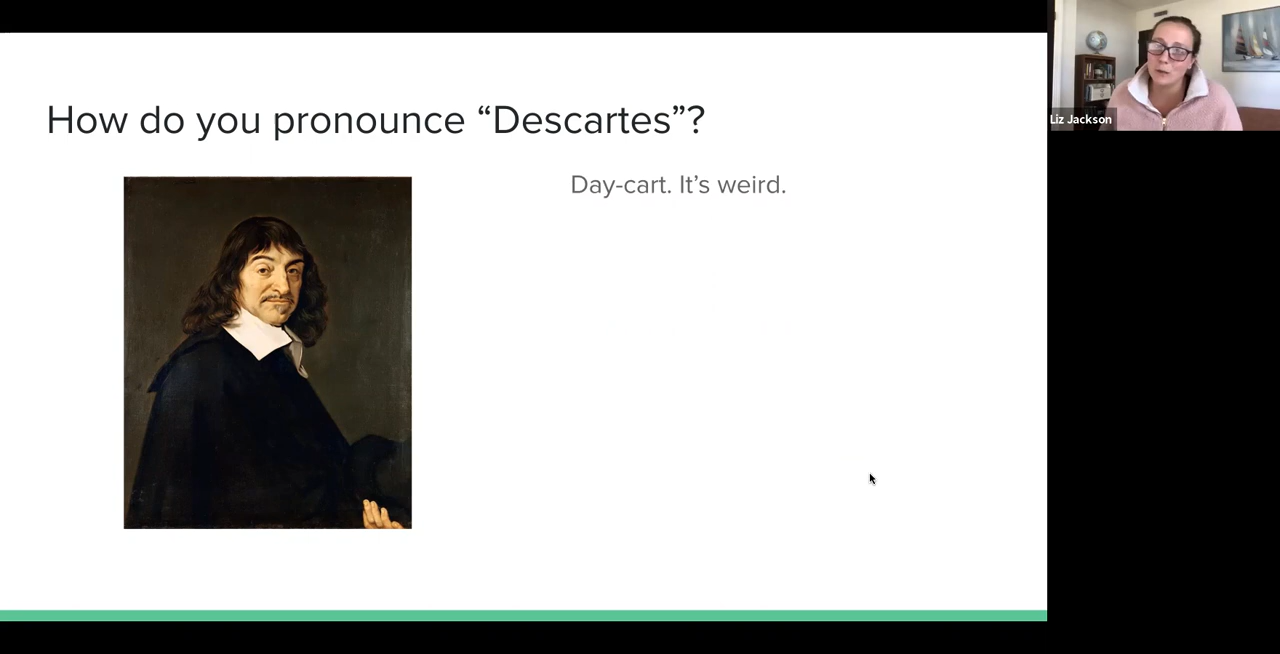 How do you pronounce “Descartes”?
Day-cart. It’s weird.
Liz Jackson